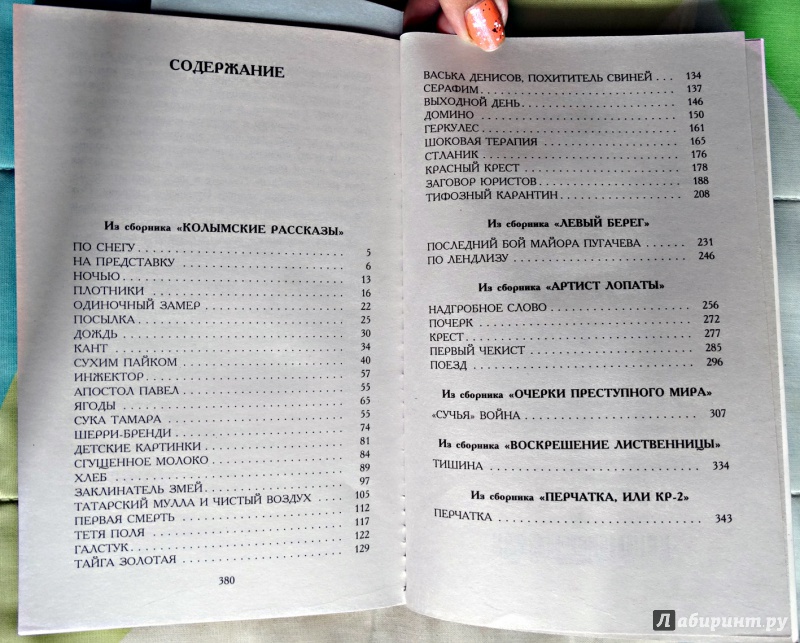 СОДЕРЖАНИЕ
Из сборника «КОЛЫМСКИЕ РАССКАЗЫ»
ПО СНЕГУ 5
НА ПРЕДСТАВКУ 6
НОЧЬЮ 13
ПЛОТНИКИ 16
ОДИНОЧНЫЙ ЗАМЕР 22
ПОСЫЛКА 25
ДОЖДЬ 30
КАНТ 34
СУХИМ ПАЙКОМ 40
ИНЖЕКТОР 57
АПОСТОЛ ПАВЕЛ 55
ЯГОДЫ 65
СУКА ТАМАРА 55
ШЕРРИ-БРЕНДИ 74
ДЕТСКИЕ КАРТИНКИ 81
СГУЩЕННОЕ МОЛОКО 84
ХЛЕБ 89
ЗАКЛИНАТЕЛЬ ЗМЕЙ 97
ТАТАРСКИЙ МУЛЛА И ЧИСТЫЙ ВОЗДУХ 105
ПЕРВАЯ СМЕРТЬ 112
ТЕТЯ ПОЛЯ 117
ГАЛСТУК 122
ТАЙГА ЗОЛОТАЯ 129
380
ВАСЬКА ДЕНИСОВ, ПОХИТИТЕЛЬ СВИНЕЙ 134
СЕРАФИМ 137
ВЫХОДНОЙ ДЕНЬ 146
ДОМИНО 150
ГЕРКУЛЕС 161
ШОКОВАЯ ТЕРАПИЯ 165
СТЛАНИК 176
КРАСНЫЙ КРЕСТ 178
ЗАГОВОР ЮРИСТОВ 188
ТИФОЗНЫЙ КАРАНТИН 208
Из сборника «ЛЕВЫЙ БЕРЕГ»
ПОСЛЕДНИЙ БОЙ МАЙОРА ПУГАЧЕВА 231
ПО ЛЕНДЛИЗУ 246
Из сборника «АРТИСТ ЛОПАТЫ»
НАДГРОБНОЕ СЛОВО 256
ПОЧЕРК 272
КРЕСТ 277
ПЕРВЫЙ ЧЕКИСТ 285
ПОЕЗД 296
Из сборника «ОЧЕРКИ ПРЕСТУПНОГО МИРА»
«СУЧЬЯ» ВОЙНА 307
Из сборника «ВОСКРЕШЕНИЕ ЛИСТВЕННИЦЫ»
ТИШИНА 334
Из сборника «ПЕРЧАТКА, ИЛИ КР-2»
ПЕРЧАТКА 343
Лабиринт.ру